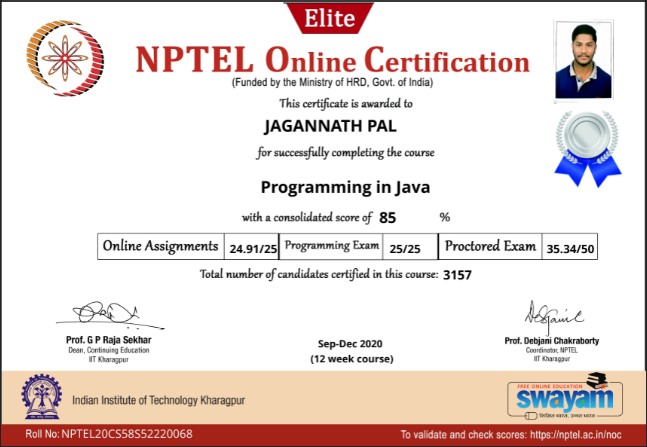 Elite
NPTEL Online Certification
(Funded by the Ministry of HRD, Govt. of India)
This certificate is awarded to
JAGANNATH PAL
for successfully completing the course
Programming in Java
with a consolidated score of 85 %
Online Assignments 24.91/25 Programming Exam 25/25 Proctored Exam 35.34/50
Total number of candidates certified in this course: 3157
Prof. G P Raja Sekhar
Dean, Continuing Education
IIT Kharagpur
Sep-Dec 2020
(12 week course)
Prof. Debjani Chakraborty
Coordinator, NPTEL
IIT Kharagpur
Indian Institute of Technology Kharagpur
FREE ONLINE EDUCATION
swayam
शिक्षित भारत, उन्नत भारत
Roll No: NPTEL20CS58S52220068
To validate and check scores: https://nptel.ac.in/noc